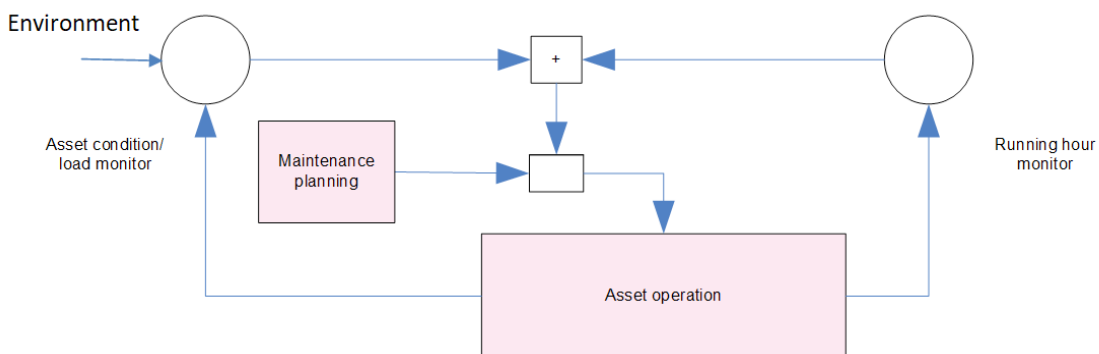 Environment
+
Asset condition/
load monitor
Maintenance
planning
Running hour
monitor
Asset operation